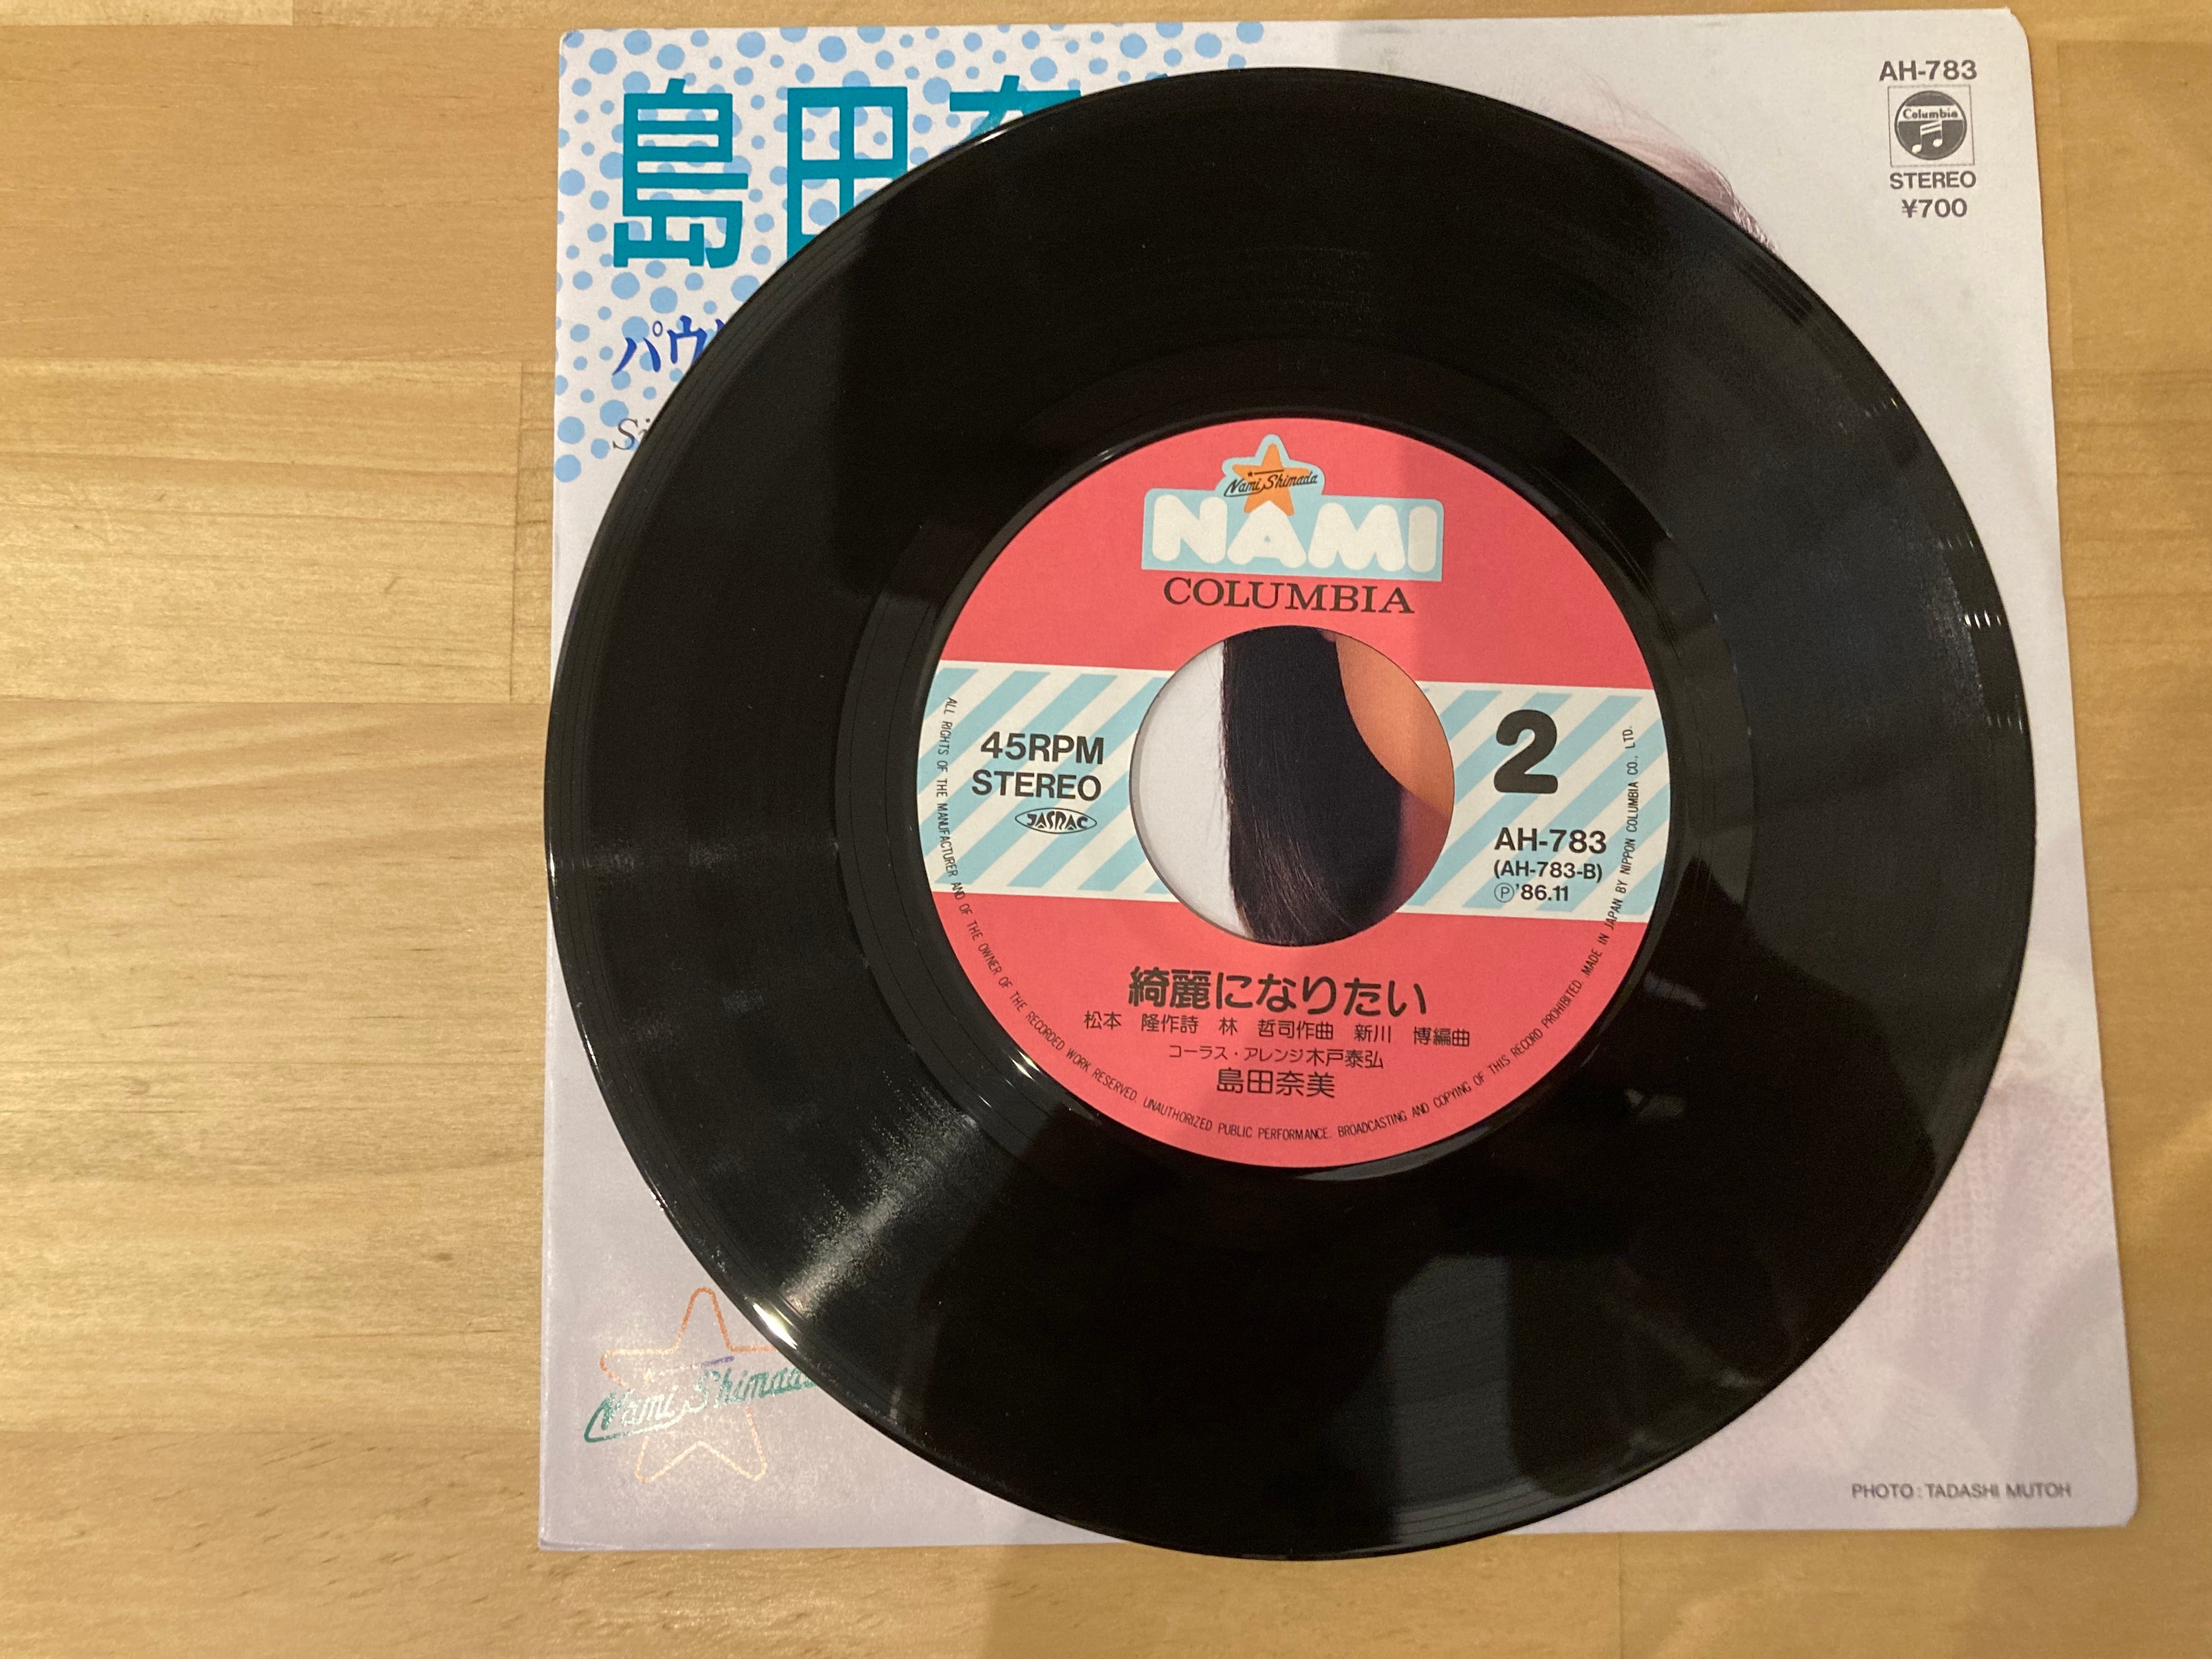 島田
パウ
AH-783
Columbia
STEREO
¥700
Nami Shimada
NAMI
COLUMBIA
45RPM
STEREO
JASRAC
2
AH-783
(AH-783-B)
Ⓟ'86.11
綺麗になりたい
松本 隆作詩 林 哲司作曲 新川 博編曲
コーラス・アレンジ木戸泰弘
島田奈美
ALL RIGHTS OF THE MANUFACTURER AND OF THE OWNER OF THE RECORDED WORK RESERVED. UNAUTHORIZED PUBLIC PERFORMANCE. BROADCASTING AND COPYING OF THIS RECORD PROHIBITED. MADE IN JAPAN BY NIPPON COLUMBIA CO., LTD.
Nami Shimada
PHOTO : TADASHI MUTOH